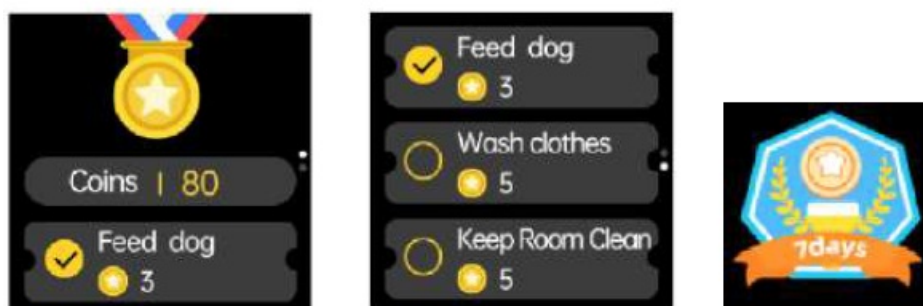 Coins | 80
Feed dog
3
Feed dog
3
Wash clothes
5
Keep Room Clean
5
7days